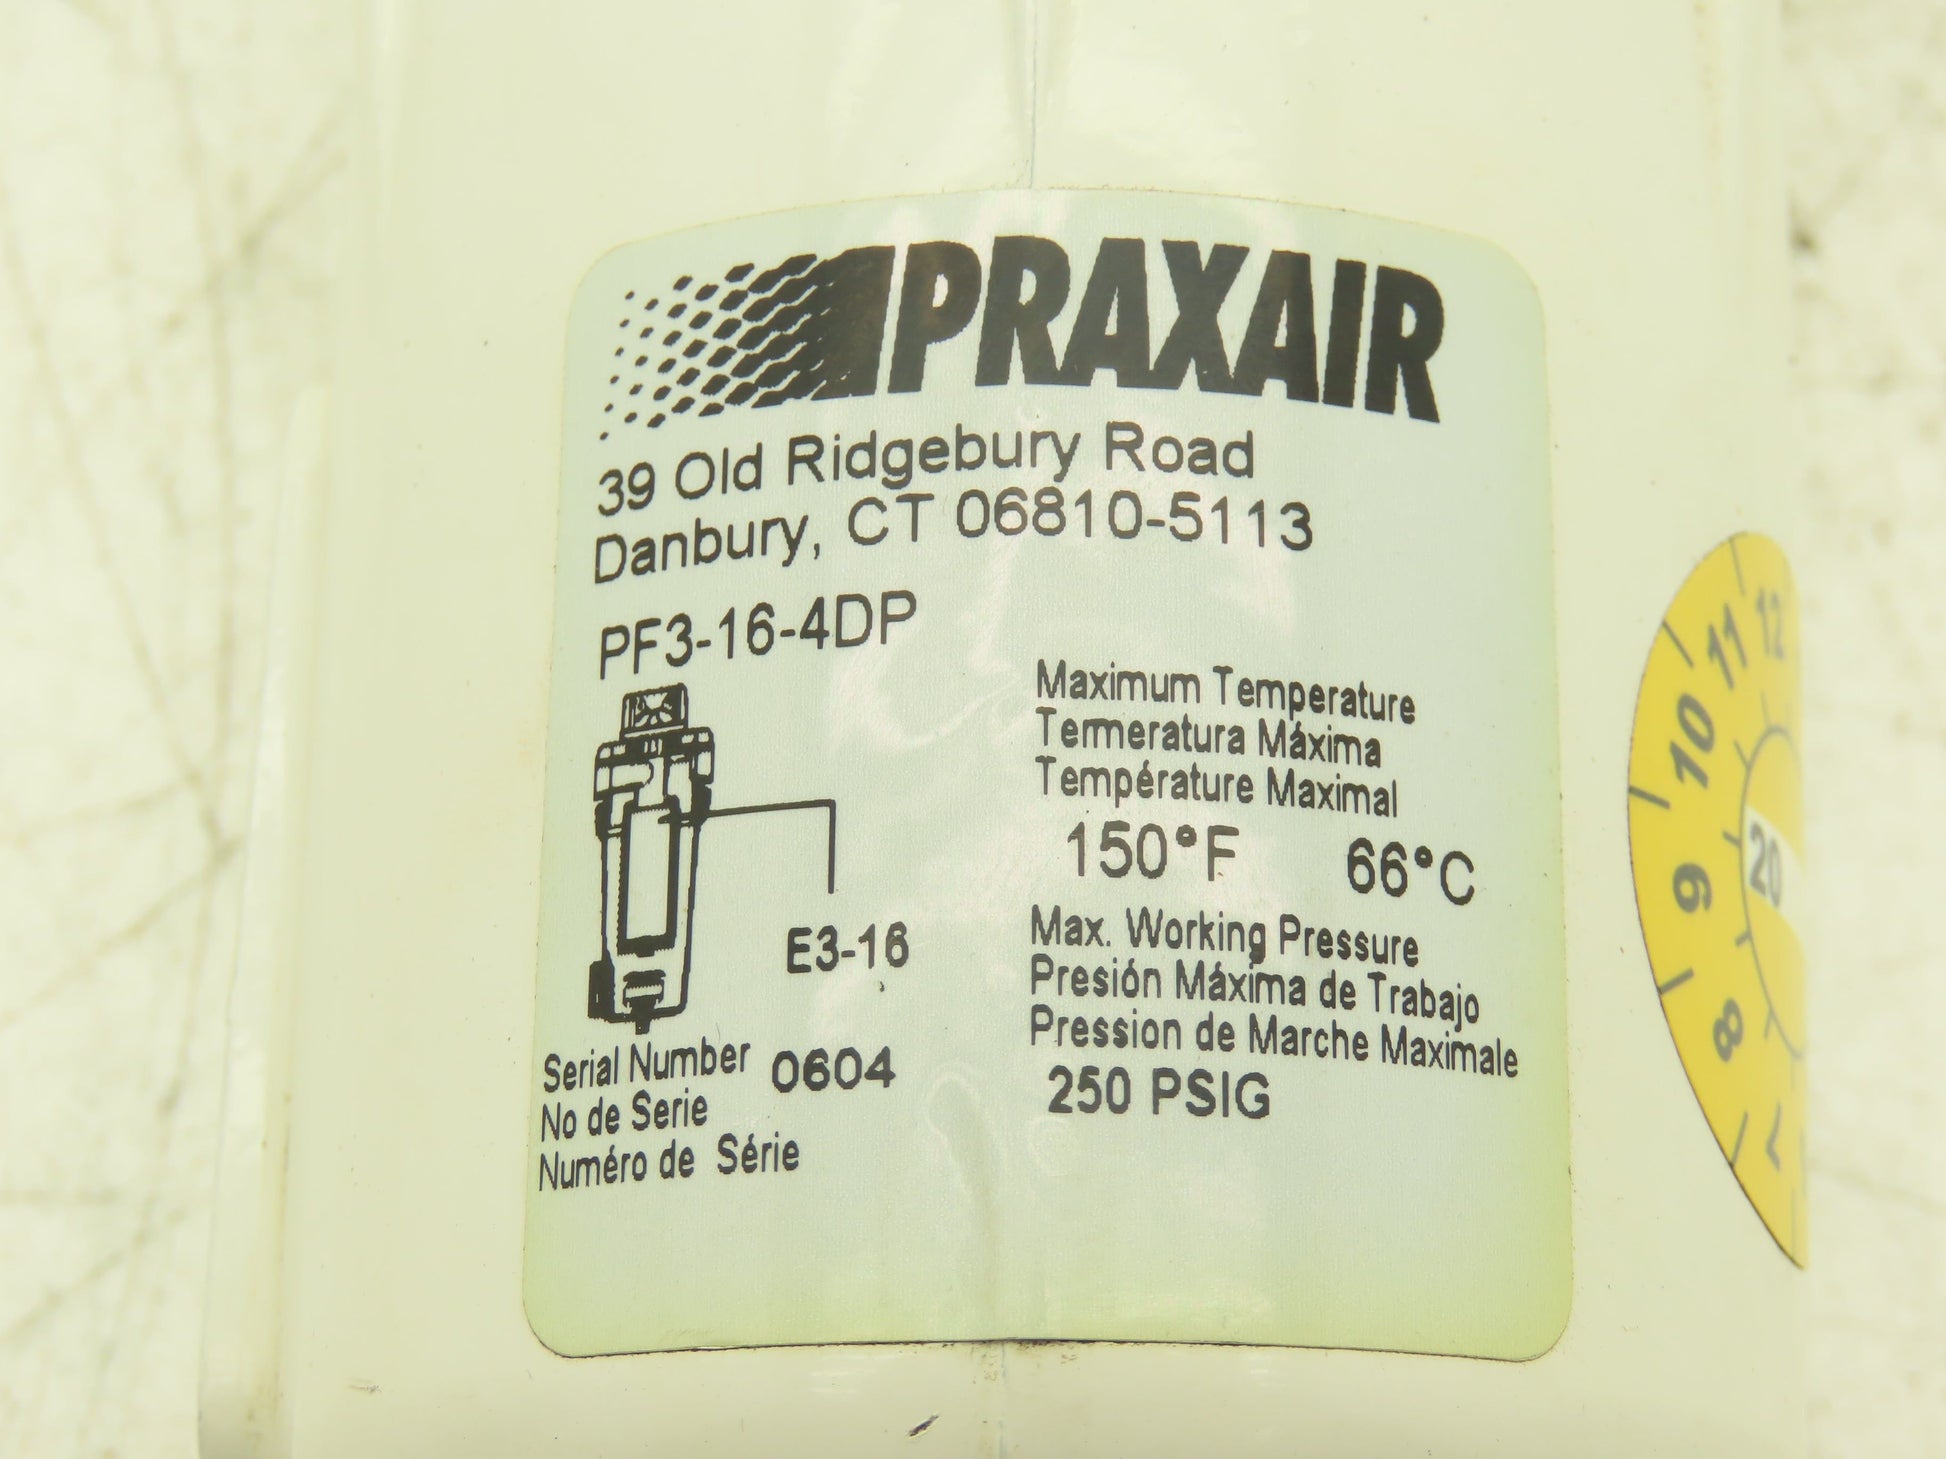 PRAXAIR
39 Old Ridgebury Road
Danbury, CT 06810-5113
PF3-16-4DP
Maximum Temperature
Termeratura Máxima
Température Maximal
150°F 66°C
E3-16
Max. Working Pressure
Presión Máxima de Trabajo
Pression de Marche Maximale
250 PSIG
Serial Number 0604
No de Serie
Numéro de Série
12
11
10
9
8
7
20